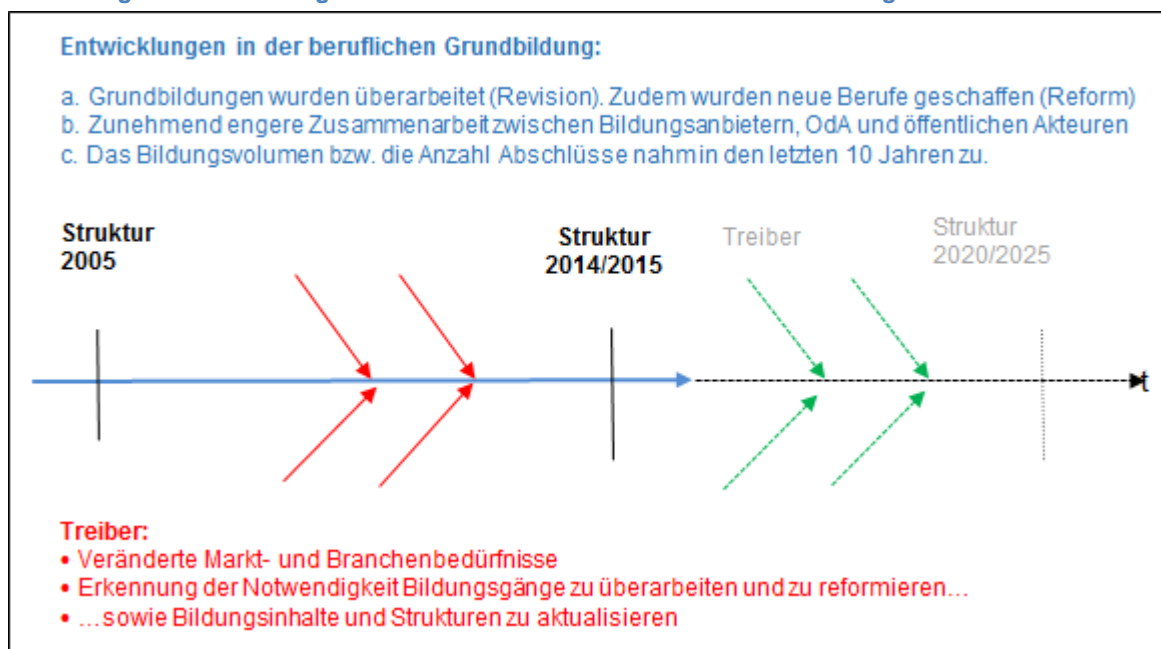 Entwicklungen in der beruflichen Grundbildung:
a. Grundbildungen wurden überarbeitet (Revision). Zudem wurden neue Berufe geschaffen (Reform)
b. Zunehmend engere Zusammenarbeit zwischen Bildungsanbietern, OdA und öffentlichen Akteuren
c. Das Bildungsvolumen bzw. die Anzahl Abschlüsse nahm in den letzten 10 Jahren zu.
Struktur
2005
Struktur
2014/2015
Treiber
Struktur
2020/2025
t
Treiber:
• Veränderte Markt- und Branchenbedürfnisse
• Erkennung der Notwendigkeit Bildungsgänge zu überarbeiten und zu reformieren…
• …sowie Bildungsinhalte und Strukturen zu aktualisieren